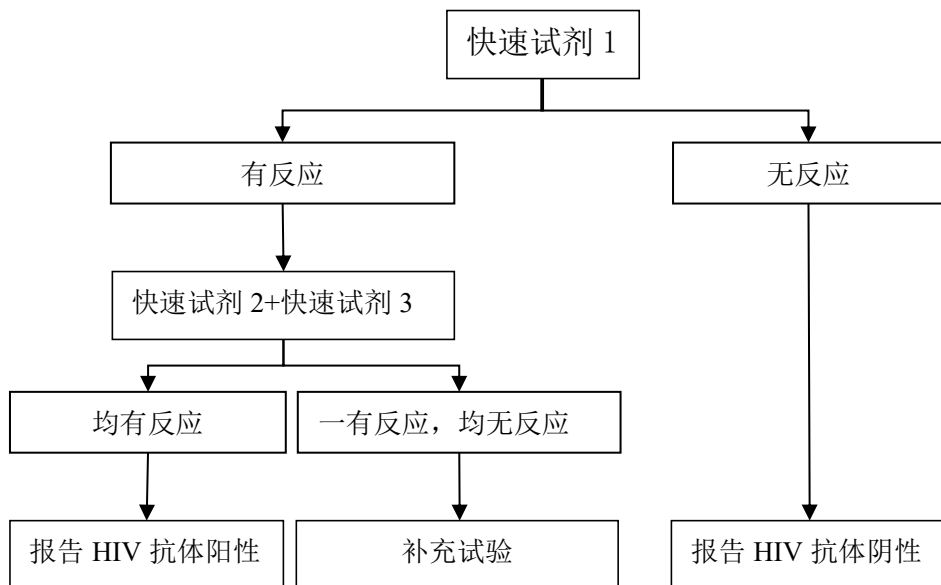 快速试剂 1
有反应
无反应
快速试剂 2+快速试剂 3
均有反应
一有反应，均无反应
报告 HIV 抗体阳性
补充试验
报告 HIV 抗体阴性